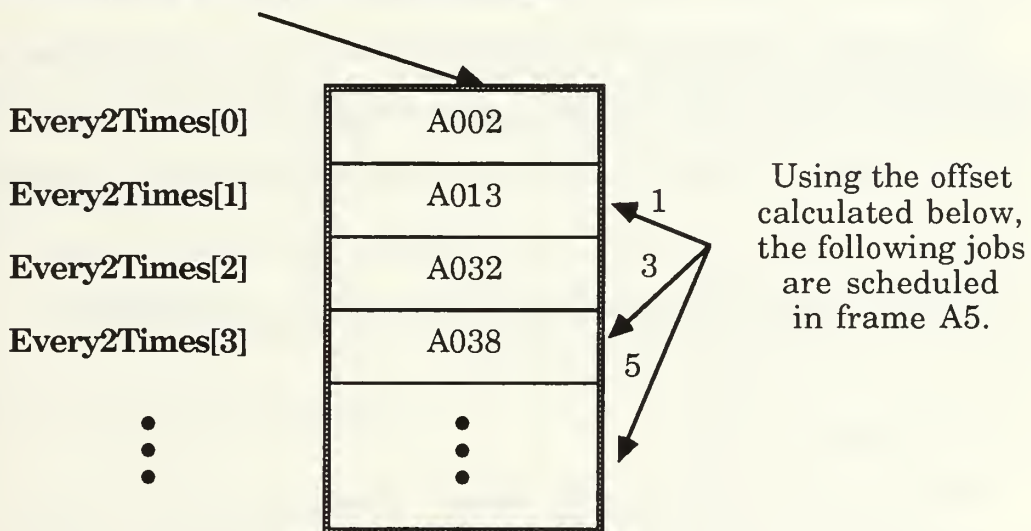 Every2Times[0] A002
Every2Times[1] A013
Every2Times[2] A032
Every2Times[3] A038
1
3
5
Using the offset
calculated below,
the following jobs
are scheduled
in frame A5.